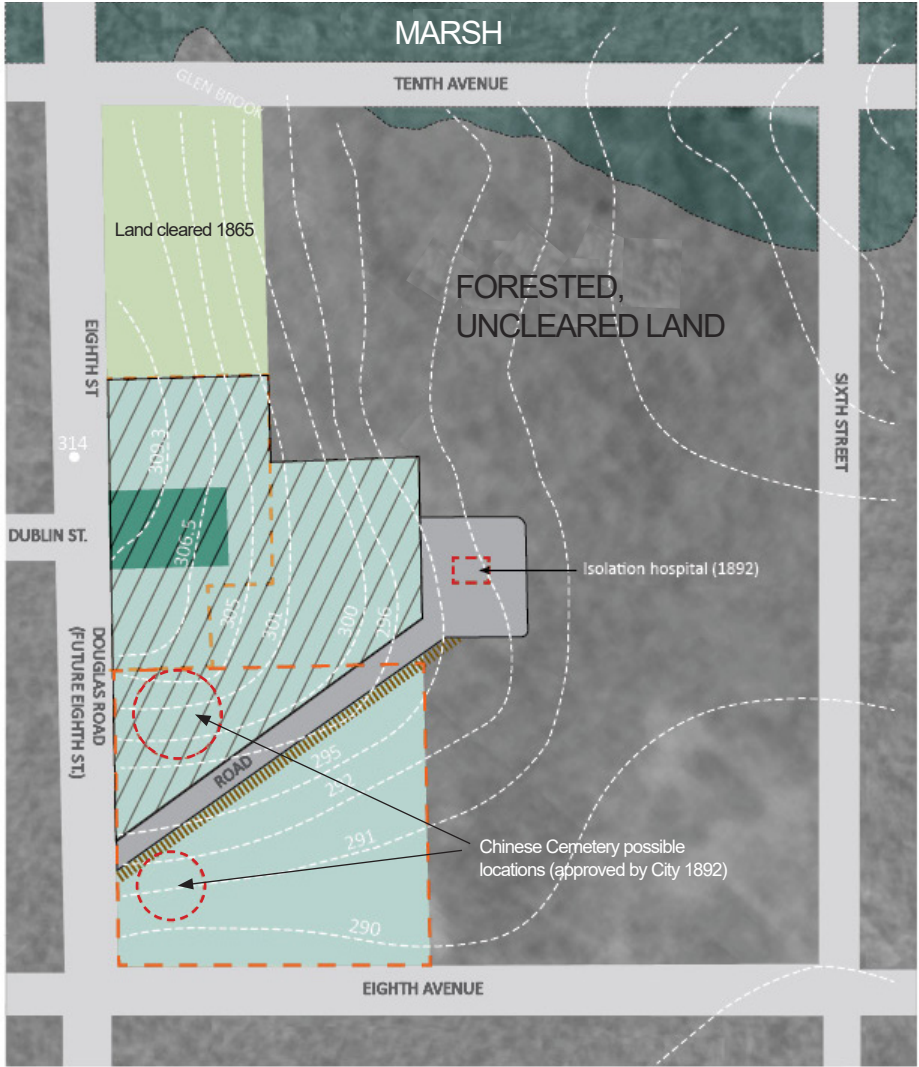 MARSH
GLEN BROOK
TENTH AVENUE
Land cleared 1865
FORESTED,
UNCLEARED LAND
EIGHTH ST
SIXTH STREET
314
309.3
DUBLIN ST.
306.5
Isolation hospital (1892)
305
301
300
296
DOUGLAS ROAD
(FUTURE EIGHTH ST.)
ROAD
295
292
291
Chinese Cemetery possible
locations (approved by City 1892)
290
EIGHTH AVENUE